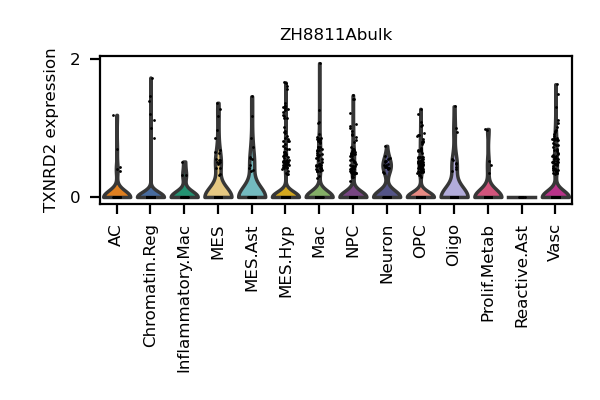 ZH8811Abulk
TXNRD2 expression
2
0
AC
Chromatin.Reg
Inflammatory.Mac
MES
MES.Ast
MES.Hyp
Mac
NPC
Neuron
OPC
Oligo
Prolif.Metab
Reactive.Ast
Vasc